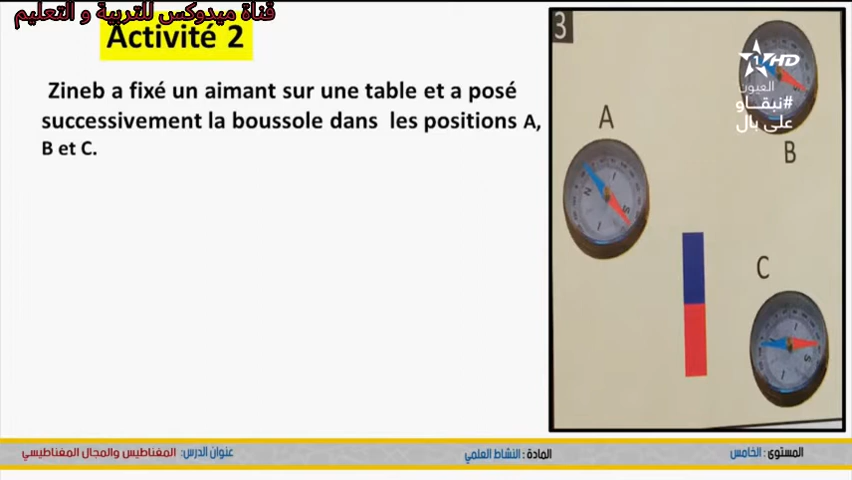 قناة ميدوكس للتربية و التعليم
Activité 2
Zineb a fixé un aimant sur une table et a posé
successivement la boussole dans les positions A,
B et C.
3
HD
العيون
#نبقاو
على بال
A
B
C
N
S
S
المستوى : الخامس
المادة : النشاط العلمي
عنوان الدرس: المغناطيس والمجال المغناطيسي